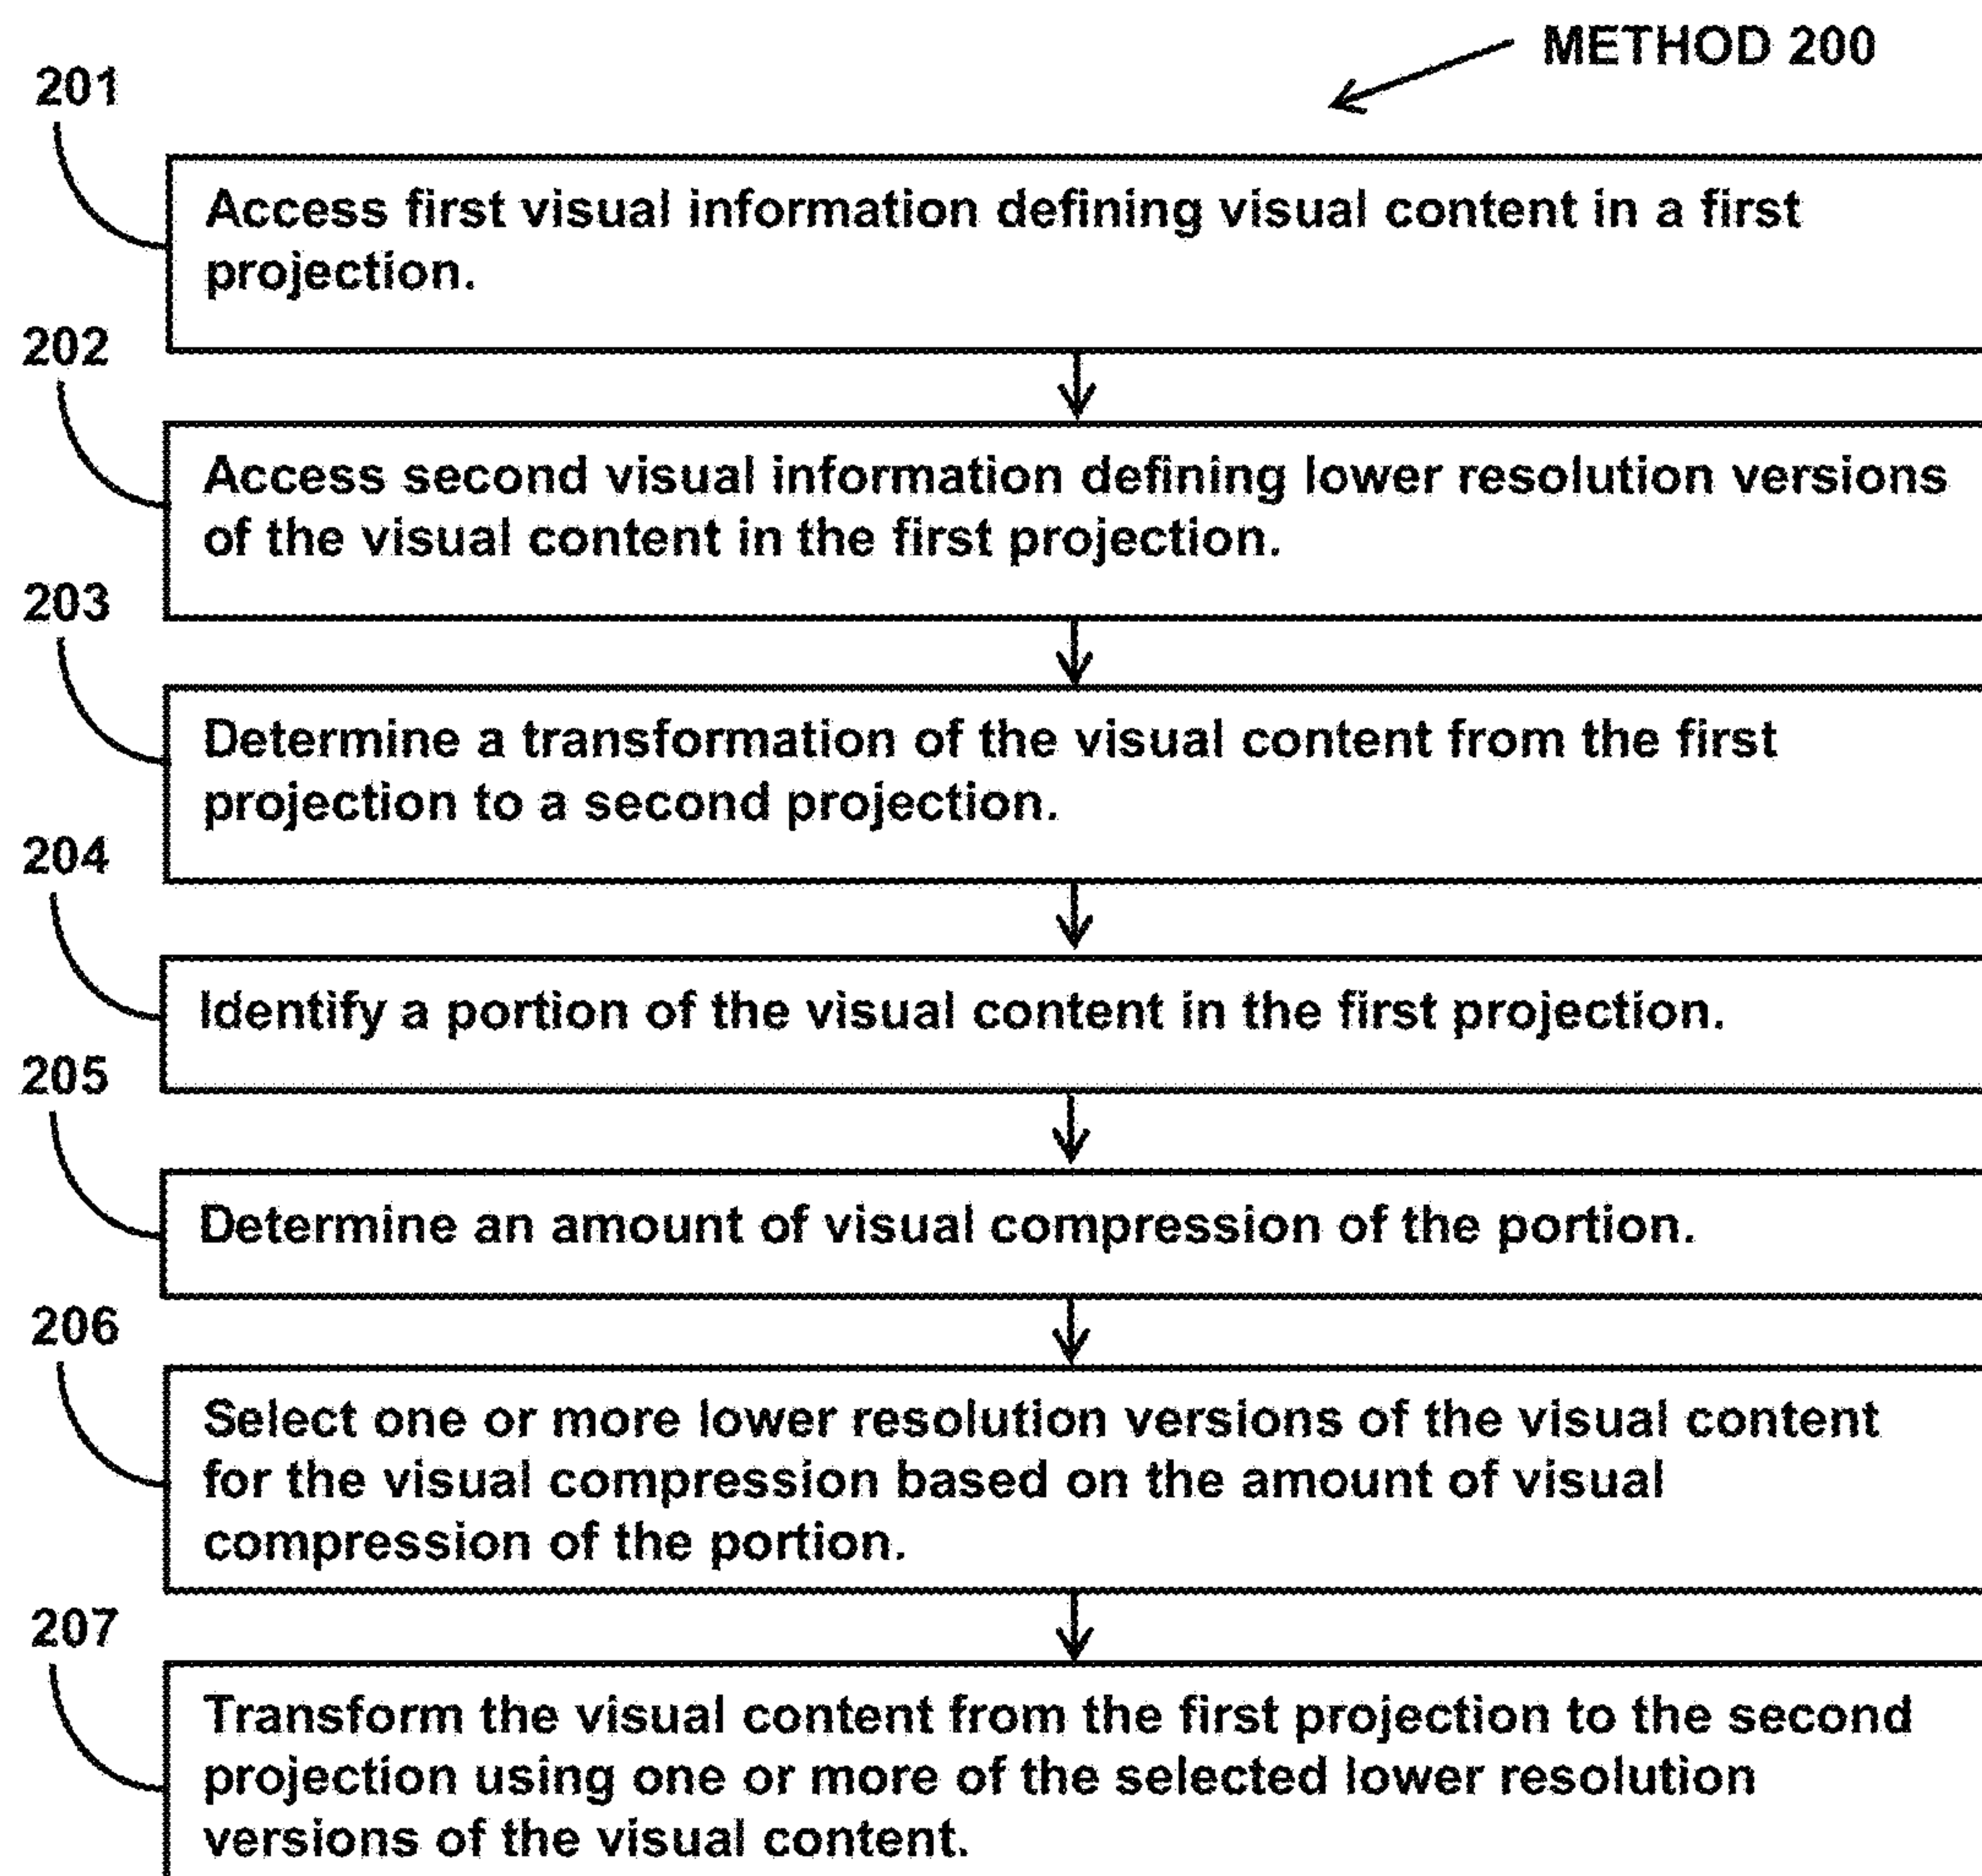 METHOD 200
201
Access first visual information defining visual content in a first
projection.
202
Access second visual information defining lower resolution versions
of the visual content in the first projection.
203
Determine a transformation of the visual content from the first
projection to a second projection.
204
Identify a portion of the visual content in the first projection.
205
Determine an amount of visual compression of the portion.
206
Select one or more lower resolution versions of the visual content
for the visual compression based on the amount of visual
compression of the portion.
207
Transform the visual content from the first projection to the second
projection using one or more of the selected lower resolution
versions of the visual content.